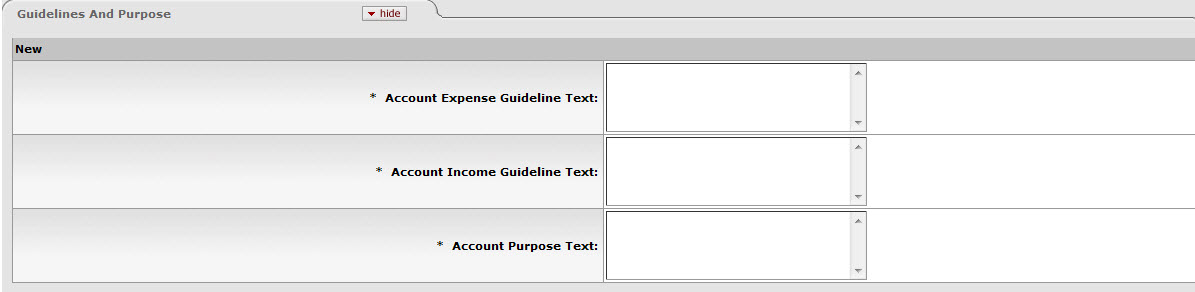 Guidelines And Purpose
hide
New
* Account Expense Guideline Text:
* Account Income Guideline Text:
* Account Purpose Text: